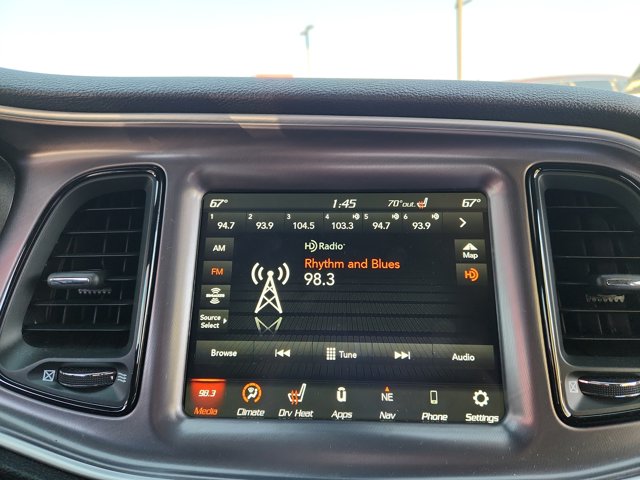 67° 1:45 70°out. 67°
1 2 3 4 5 6
94.7 93.9 104.5 103.3 94.7 93.9
AM
FM
SiriusXM
Source
Select
HD Radio
Rhythm and Blues
98.3
Map
HD
Browse Tune Audio
98.3 NE
Media Climate Drv Heat Apps Nav Phone Settings